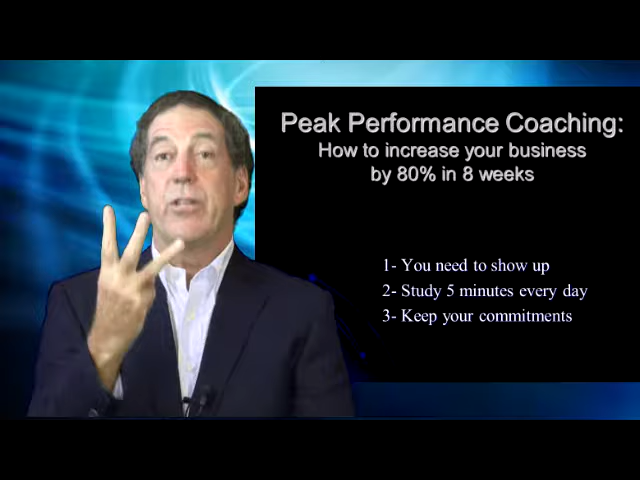 Peak Performance Coaching:
How to increase your business
by 80% in 8 weeks
1- You need to show up
2- Study 5 minutes every day
3- Keep your commitments